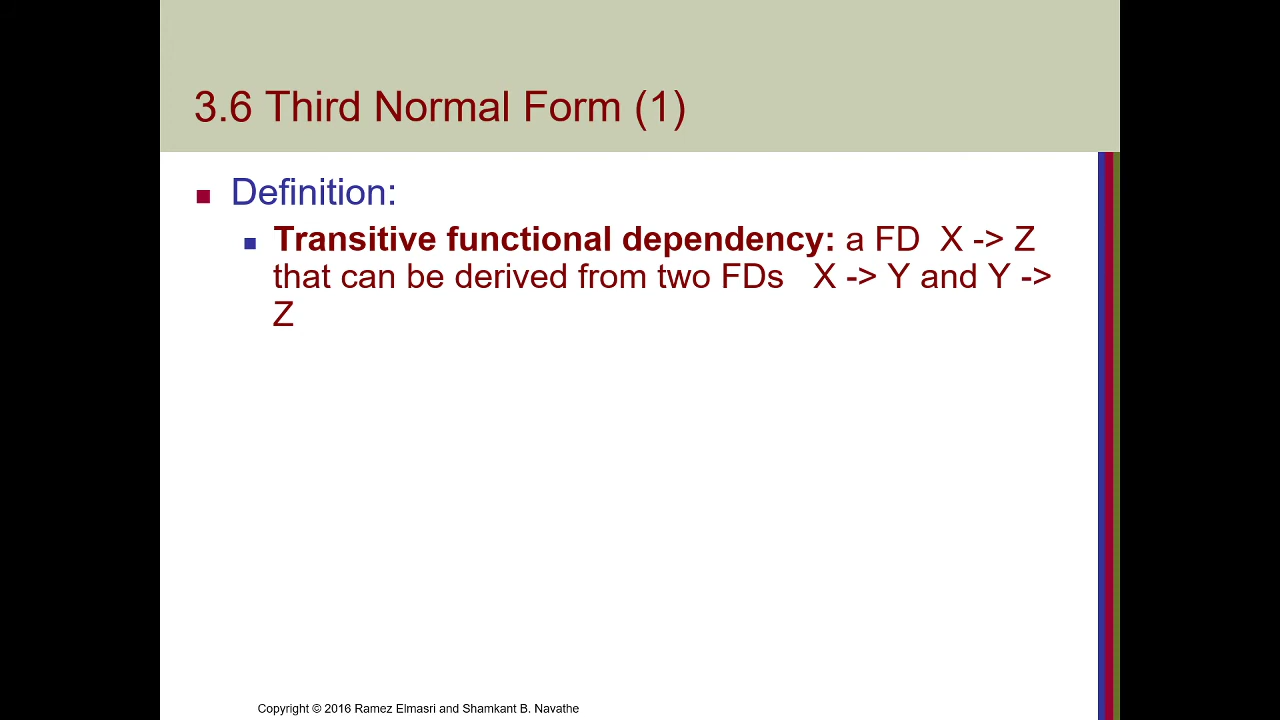 3.6 Third Normal Form (1)
Definition:
Transitive functional dependency: a FD  X -> Z
that can be derived from two FDs   X -> Y and Y ->
Z
Copyright © 2016 Ramez Elmasri and Shamkant B. Navathe